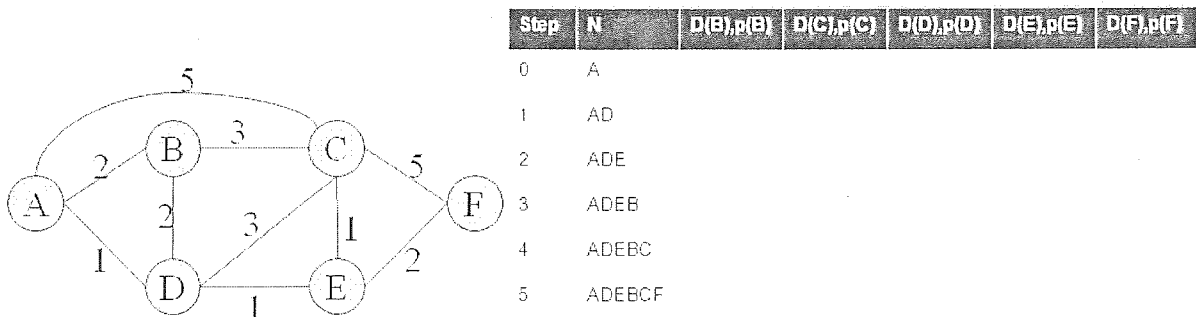 5
B
3
C
2
5
A
2
3
1
F
1
D
E
2
1
Step N D(B),p(B) D(C),p(C) D(D),p(D) D(E),p(E) D(F),p(F)
0 A
1 AD
2 ADE
3 ADEB
4 ADEBC
5 ADEBCF